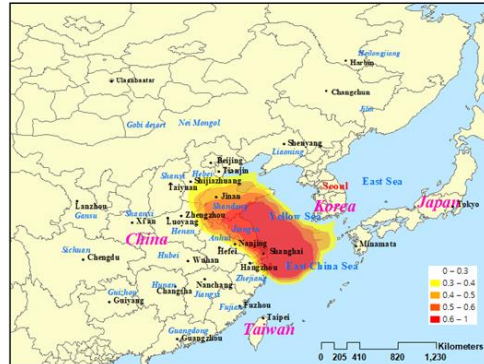 Heilongjiang
Harbin
Ulaanbaatar
Changchun
Jilin
Gobi desert
Nei Mongol
Shenyang
Liaoning
Beijing
Tianjin
Hebei
Shanxi
Shijiazhuang
Taiyuan
Seoul
East Sea
Jinan
Shandong
Korea
Japan
Tokyo
Lanzhou
Gansu
Shaanxi
Xi'an
Zhengzhou
Luoyang
Henan
Yellow Sea
Jiangsu
China
Anhui
Nanjing
Hefei
Shanghai
Minamata
Sichuan
Chengdu
Hubei
Wuhan
Hangzhou
East China Sea
Zhejiang
Hunan
Changsha
Nanchang
Jiangxi
Guizhou
Guiyang
Fujian
Fuzhou
Taipei
Taiwan
Guangdong
Guangzhou
0 – 0.3
0.3 – 0.4
0.4 – 0.5
0.5 – 0.6
0.6 – 1
Kilometers
0 205 410 820 1,230